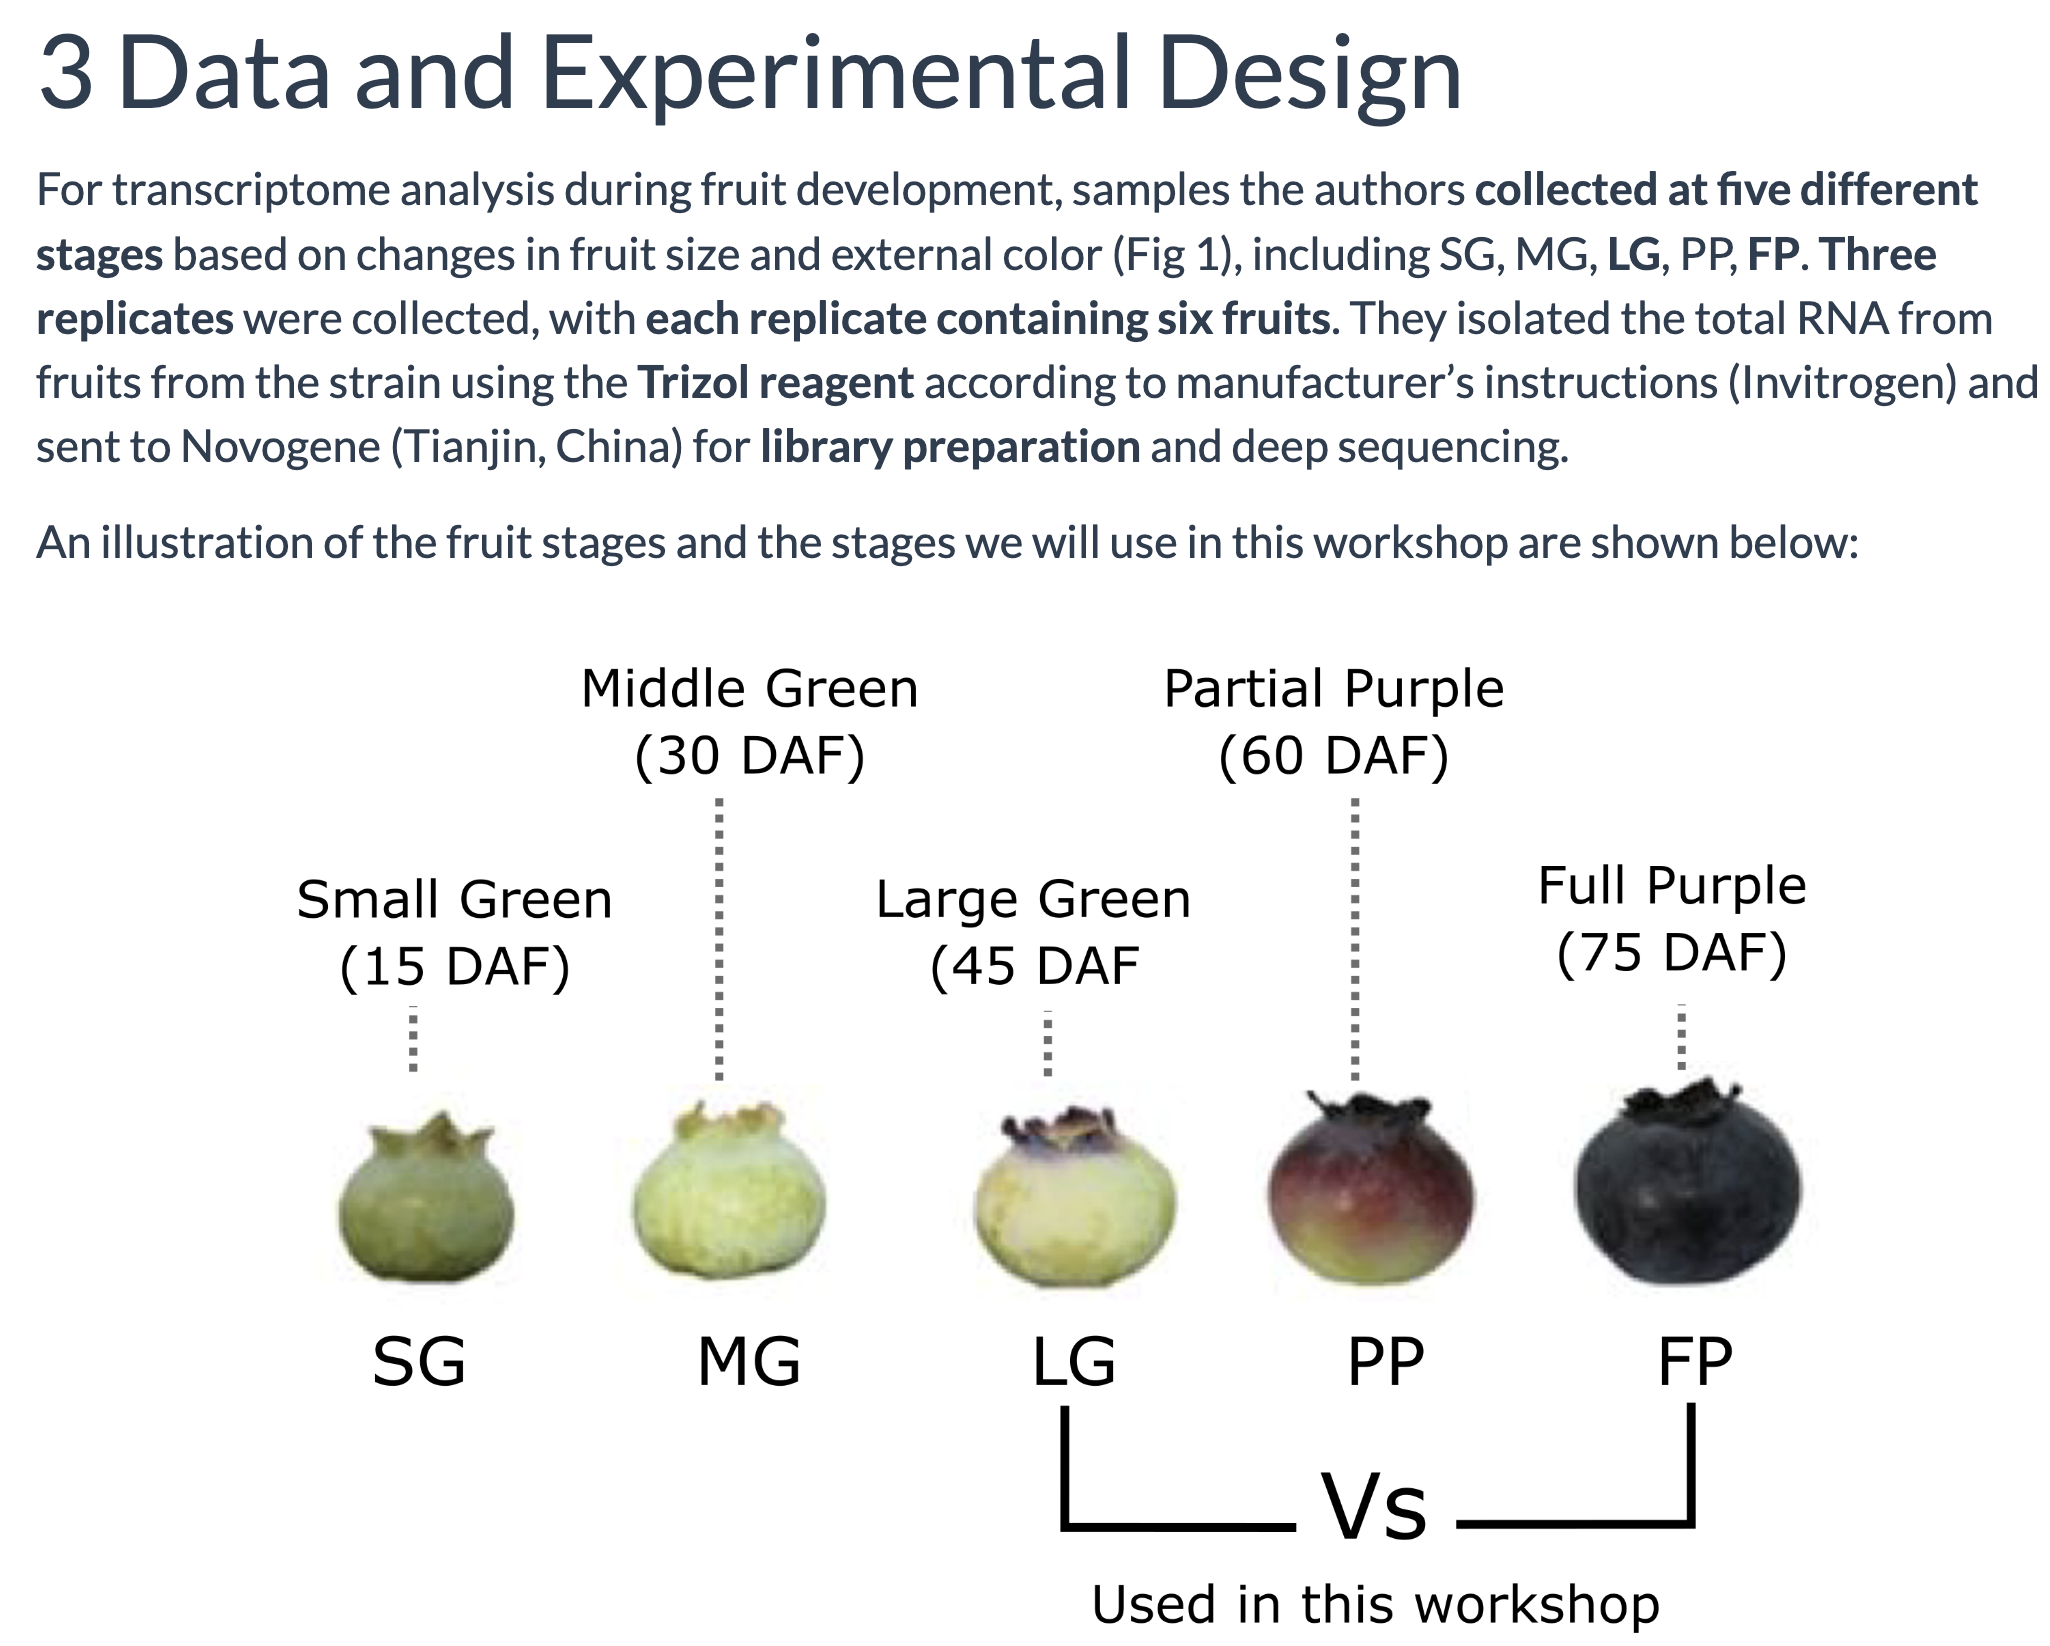 3 Data and Experimental Design
For transcriptome analysis during fruit development, samples the authors collected at five different
stages based on changes in fruit size and external color (Fig 1), including SG, MG, LG, PP, FP. Three
replicates were collected, with each replicate containing six fruits. They isolated the total RNA from
fruits from the strain using the Trizol reagent according to manufacturer’s instructions (Invitrogen) and
sent to Novogene (Tianjin, China) for library preparation and deep sequencing.
An illustration of the fruit stages and the stages we will use in this workshop are shown below:
Middle Green
(30 DAF)
Partial Purple
(60 DAF)
Small Green
(15 DAF)
Large Green
(45 DAF
Full Purple
(75 DAF)
SG
MG
LG
PP
FP
Vs
Used in this workshop